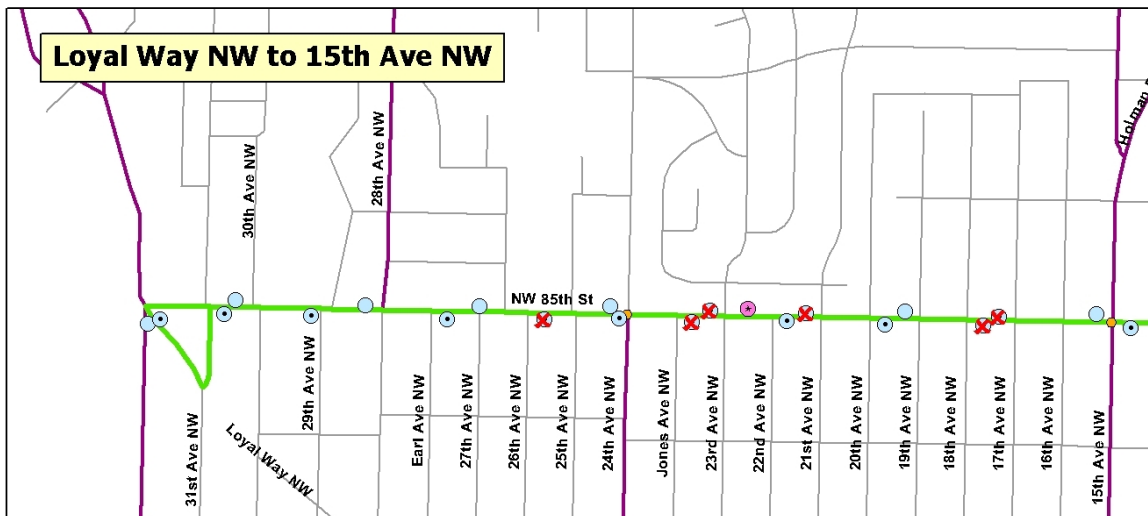 Loyal Way NW to 15th Ave NW
30th Ave NW
28th Ave NW
Holman
NW 85th St
31st Ave NW
Loyal Way NW
29th Ave NW
Earl Ave NW
27th Ave NW
26th Ave NW
25th Ave NW
24th Ave NW
Jones Ave NW
23rd Ave NW
22nd Ave NW
21st Ave NW
20th Ave NW
19th Ave NW
18th Ave NW
17th Ave NW
16th Ave NW
15th Ave NW